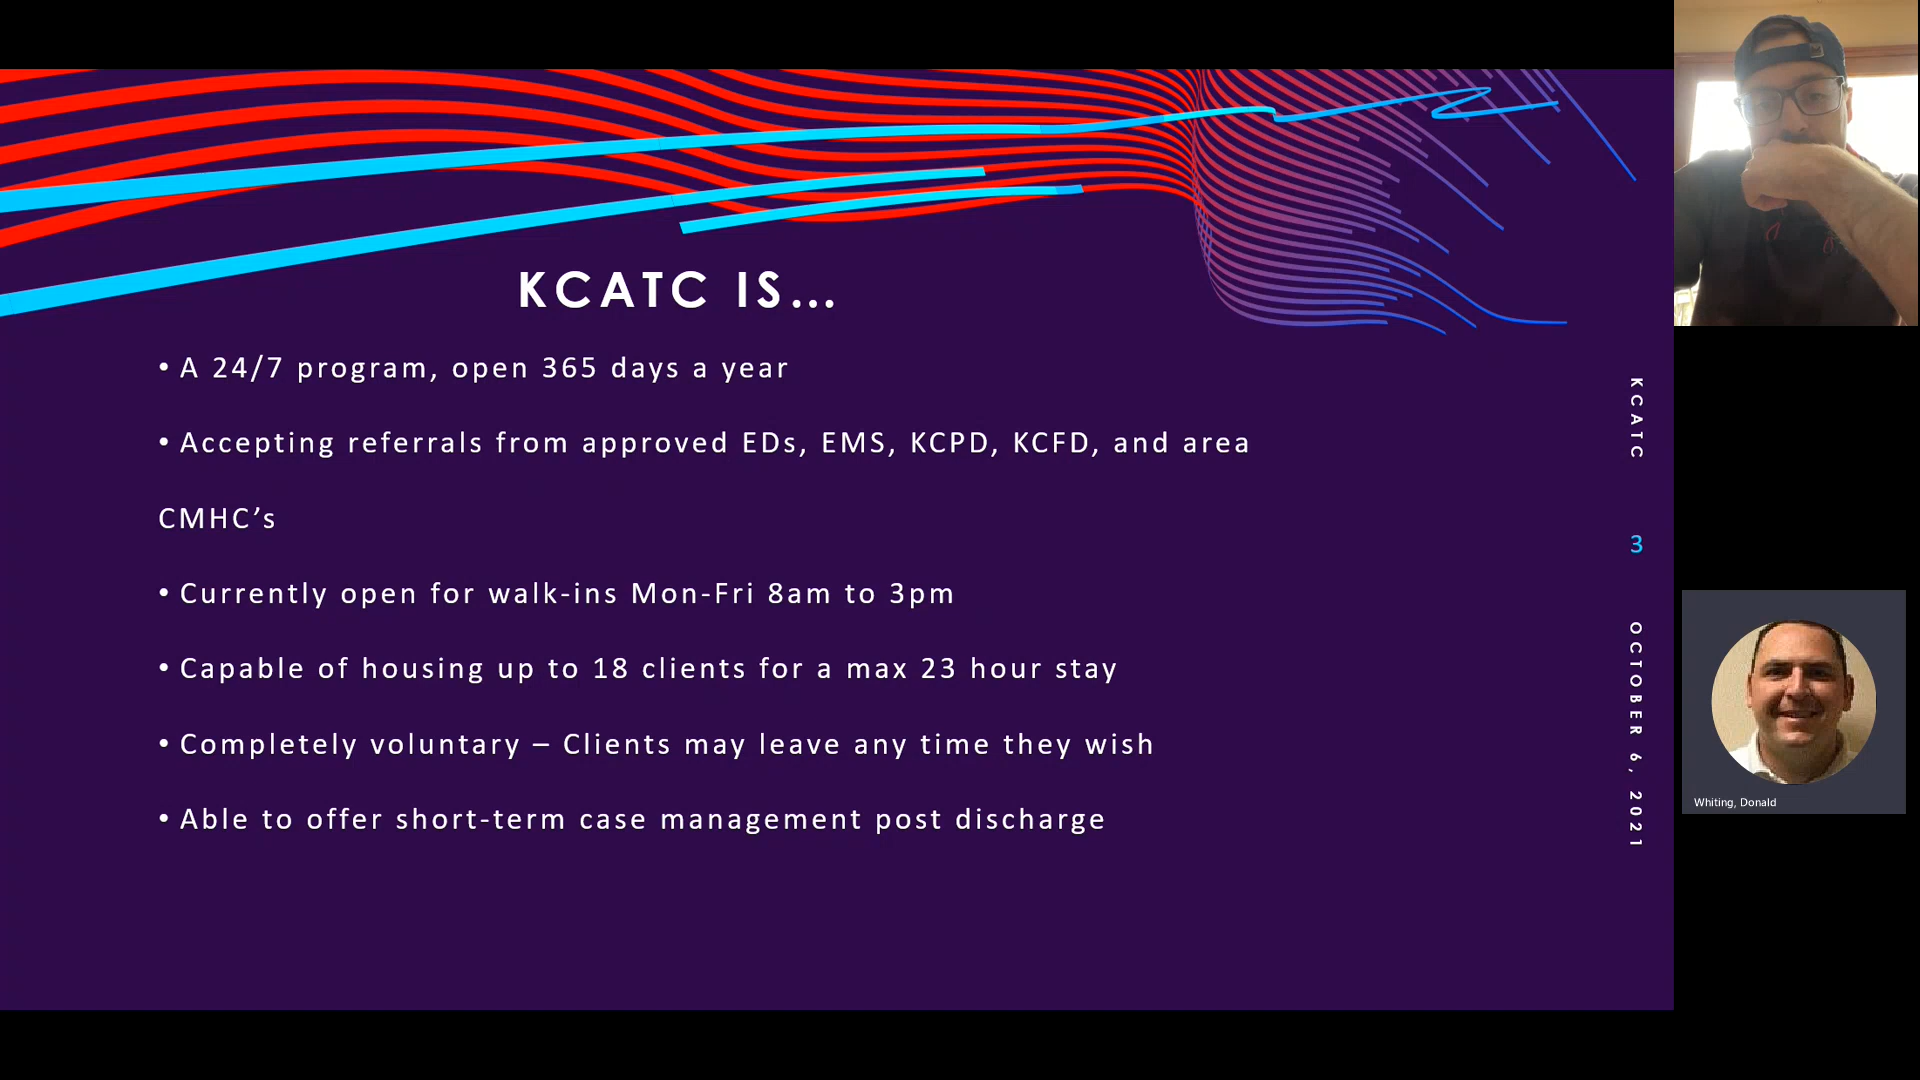 KCATC IS…
• A 24/7 program, open 365 days a year
• Accepting referrals from approved EDs, EMS, KCPD, KCFD, and area
CMHC’s
• Currently open for walk-ins Mon-Fri 8am to 3pm
• Capable of housing up to 18 clients for a max 23 hour stay
• Completely voluntary – Clients may leave any time they wish
• Able to offer short-term case management post discharge
KCATC
3
OCTOBER 6, 2021
Whiting, Donald